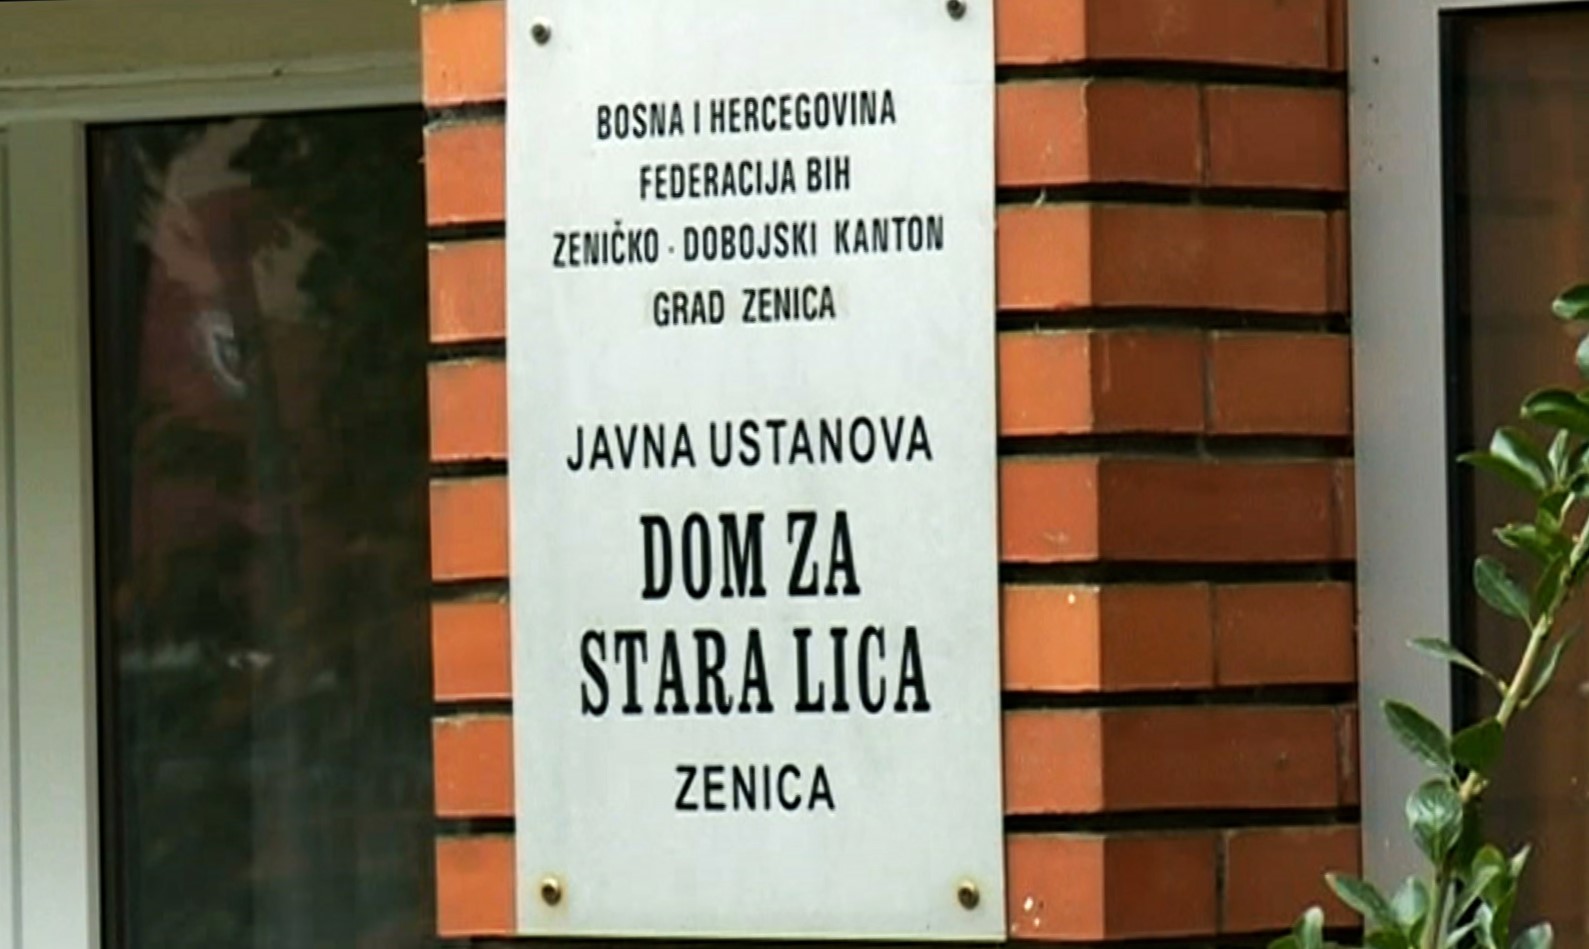 BOSNA I HERCEGOVINA
FEDERACIJA BIH
ZENIČKO - DOBOJSKI KANTON
GRAD ZENICA
JAVNA USTANOVA
DOM ZA
STARA LICA
ZENICA